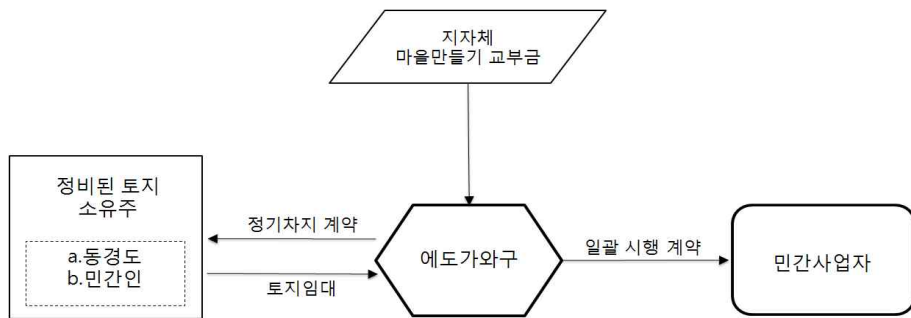 지자체
마을만들기 교부금
정비된 토지
소유주
a.동경도
b.민간인
정기차지 계약
토지임대
에도가와구
일괄 시행 계약
민간사업자